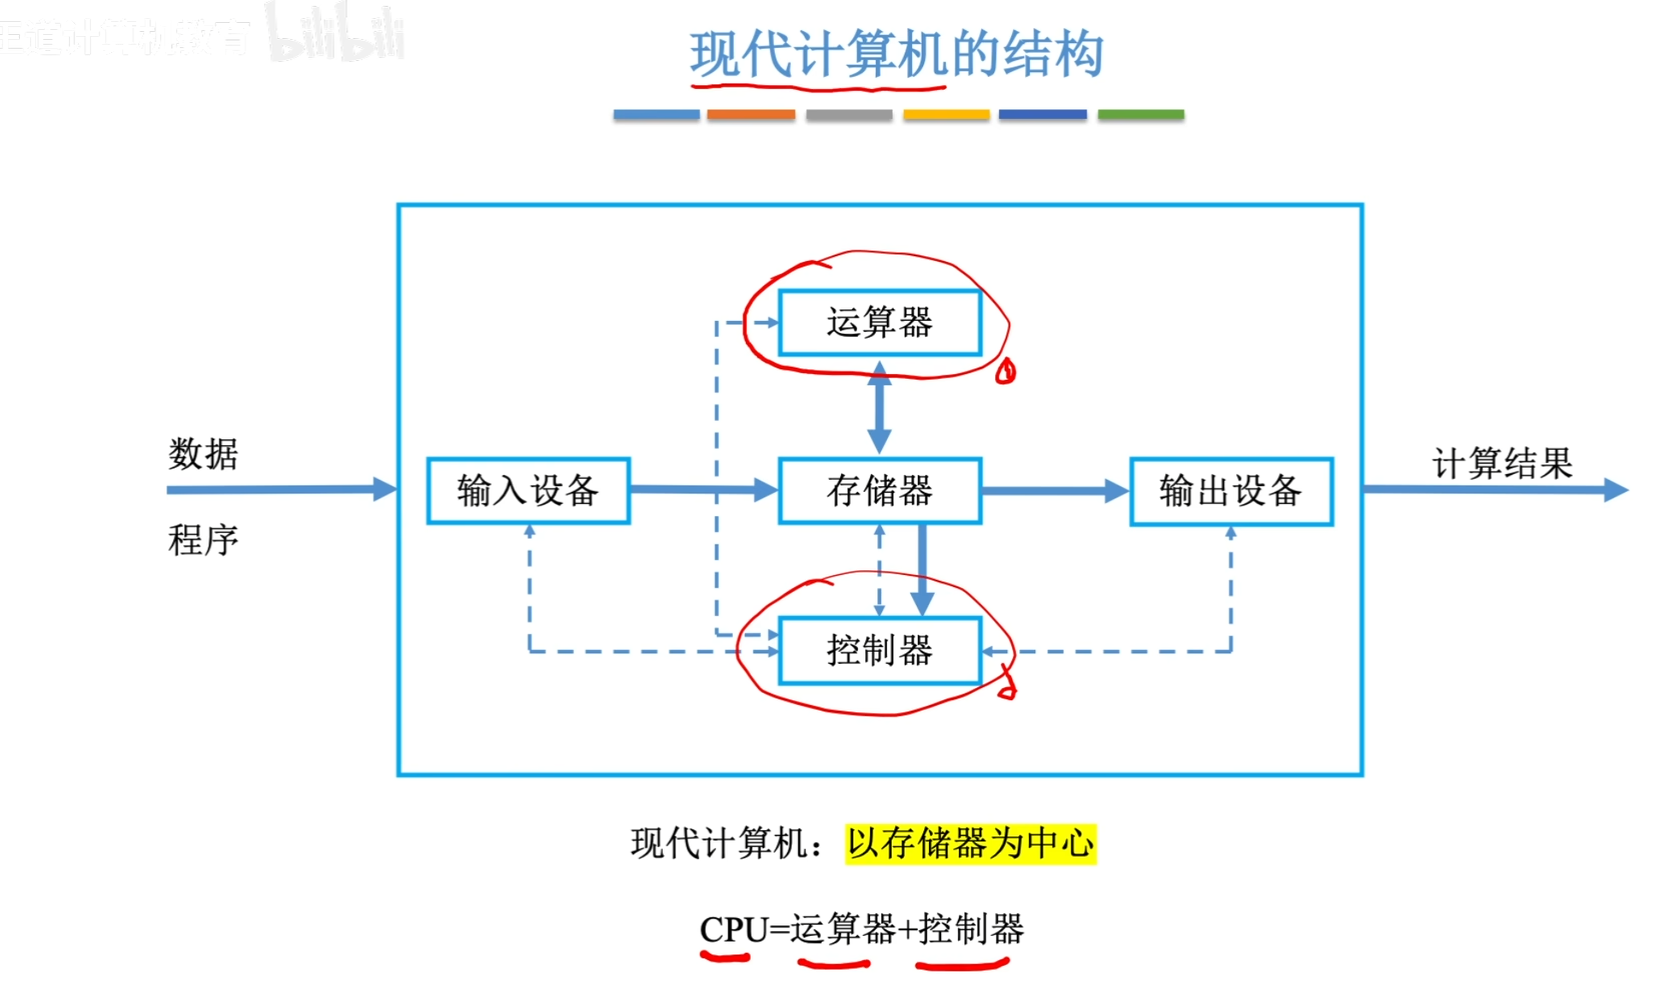 王道计算机教育 bilibili
现代计算机的结构
运算器
数据
程序
输入设备
存储器
输出设备
计算结果
控制器
现代计算机：以存储器为中心
CPU=运算器+控制器